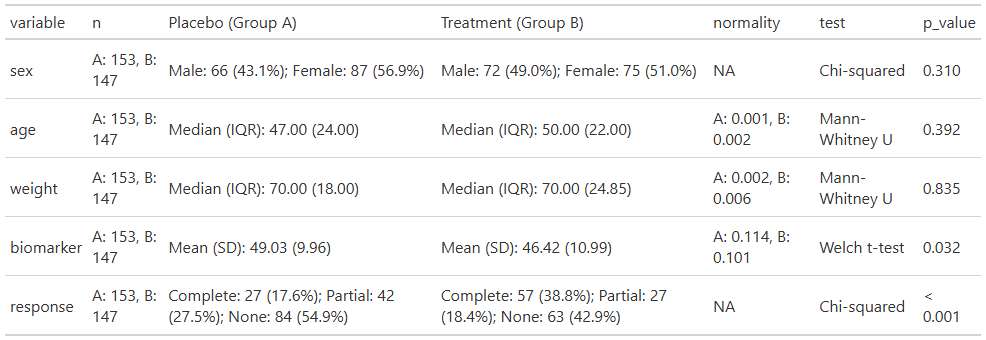 variable n Placebo (Group A) Treatment (Group B) normality test p_value
sex A: 153, B: 147 Male: 66 (43.1%); Female: 87 (56.9%) Male: 72 (49.0%); Female: 75 (51.0%) NA Chi-squared 0.310
age A: 153, B: 147 Median (IQR): 47.00 (24.00) Median (IQR): 50.00 (22.00) A: 0.001, B: 0.002 Mann-Whitney U 0.392
weight A: 153, B: 147 Median (IQR): 70.00 (18.00) Median (IQR): 70.00 (24.85) A: 0.002, B: 0.006 Mann-Whitney U 0.835
biomarker A: 153, B: 147 Mean (SD): 49.03 (9.96) Mean (SD): 46.42 (10.99) A: 0.114, B: 0.101 Welch t-test 0.032
response A: 153, B: 147 Complete: 27 (17.6%); Partial: 42 (27.5%); None: 84 (54.9%) Complete: 57 (38.8%); Partial: 27 (18.4%); None: 63 (42.9%) NA Chi-squared < 0.001